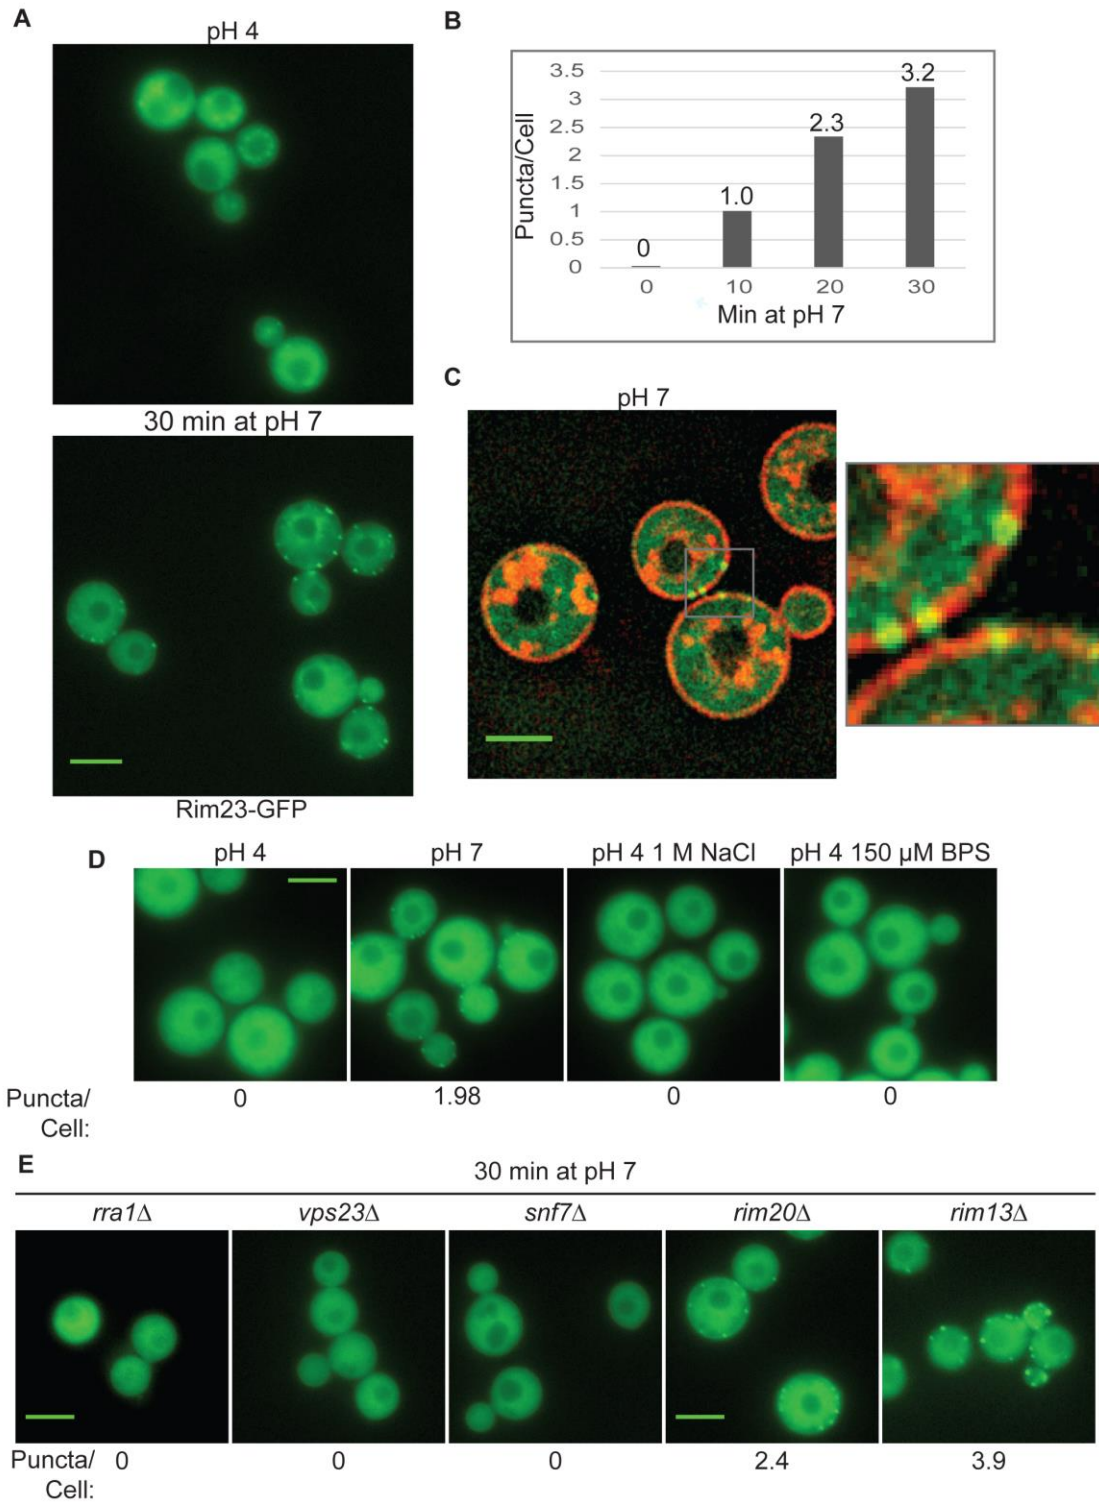 A
pH 4
30 min at pH 7
Rim23-GFP
B
Puncta/Cell
3.5
3
2.5
2
1.5
1
0.5
0
0
1.0
2.3
3.2
0 10 20 30
Min at pH 7
C
pH 7
D
pH 4 pH 7 pH 4 1 M NaCl pH 4 150 µM BPS
Puncta/ 0 1.98 0 0
Cell:
E
30 min at pH 7
rra1Δ vps23Δ snf7Δ rim20Δ rim13Δ
Puncta/ 0 0 0 2.4 3.9
Cell: